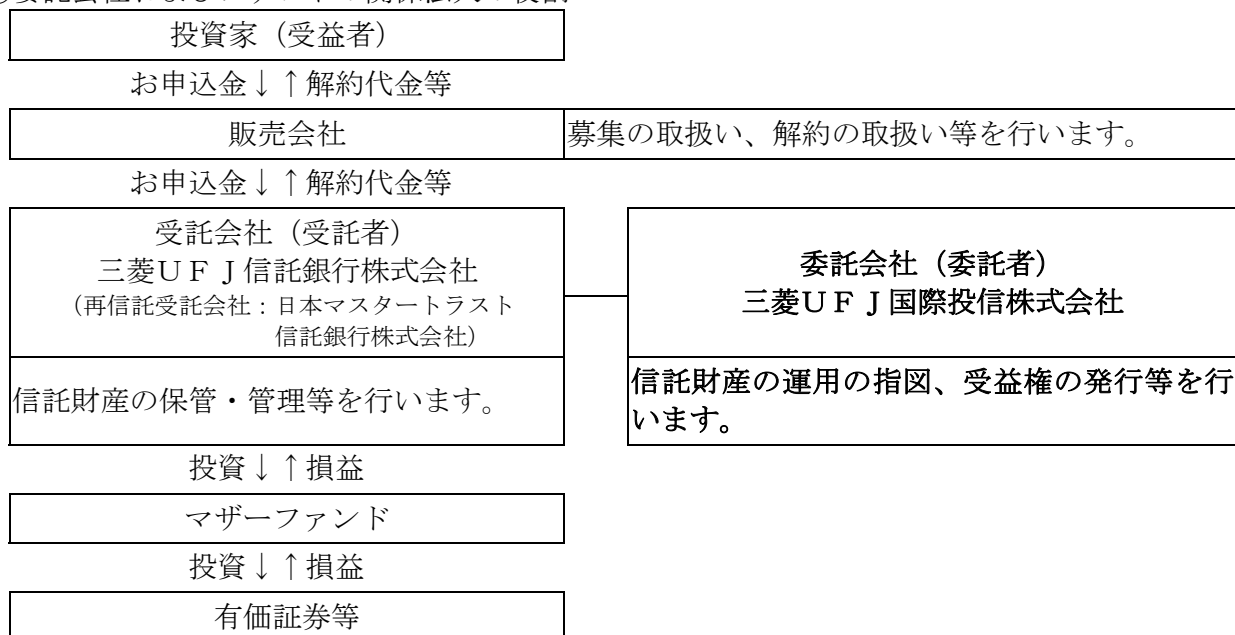 投資家（受益者）
お申込金↓↑解約代金等
販売会社
募集の取扱い、解約の取扱い等を行います。
お申込金↓↑解約代金等
受託会社（受託者）
三菱ＵＦＪ信託銀行株式会社
（再信託受託会社：日本マスタートラスト
信託銀行株式会社）
信託財産の保管・管理等を行います。
委託会社（委託者）
三菱ＵＦＪ国際投信株式会社
信託財産の運用の指図、受益権の発行等を行
います。
投資↓↑損益
マザーファンド
投資↓↑損益
有価証券等